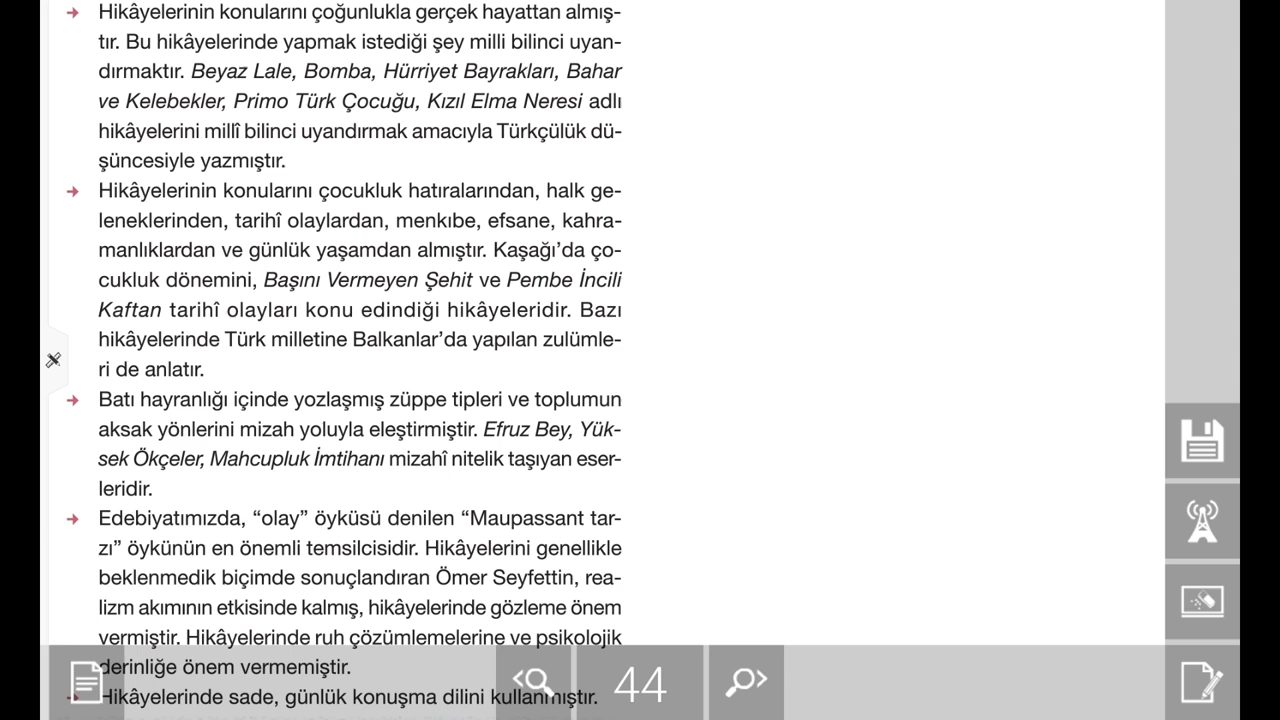 Hikâyelerinin konularını çoğunlukla gerçek hayattan almış-
tır. Bu hikâyelerinde yapmak istediği şey milli bilinci uyan-
dırmaktır. Beyaz Lale, Bomba, Hürriyet Bayrakları, Bahar
ve Kelebekler, Primo Türk Çocuğu, Kızıl Elma Neresi adlı
hikâyelerini millî bilinci uyandırmak amacıyla Türkçülük dü-
şüncesiyle yazmıştır.
Hikâyelerinin konularını çocukluk hatıralarından, halk ge-
leneklerinden, tarihî olaylardan, menkıbe, efsane, kahra-
manlıklardan ve günlük yaşamdan almıştır. Kaşağı’da ço-
cukluk dönemini, Başını Vermeyen Şehit ve Pembe İncili
Kaftan tarihî olayları konu edindiği hikâyeleridir. Bazı
hikâyelerinde Türk milletine Balkanlar’da yapılan zulümle-
ri de anlatır.
Batı hayranlığı içinde yozlaşmış züppe tipleri ve toplumun
aksak yönlerini mizah yoluyla eleştirmiştir. Efruz Bey, Yük-
sek Ökçeler, Mahcupluk İmtihanı mizahî nitelik taşıyan eser-
leridir.
Edebiyatımızda, “olay” öyküsü denilen “Maupassant tar-
zı” öykünün en önemli temsilcisidir. Hikâyelerini genellikle
beklenmedik biçimde sonuçlandıran Ömer Seyfettin, rea-
lizm akımının etkisinde kalmış, hikâyelerinde gözleme önem
vermiştir. Hikâyelerinde ruh çözümlemelerine ve psikolojik
derinliğe önem vermemiştir.
Hikâyelerinde sade, günlük konuşma dilini kullanmıştır.
44